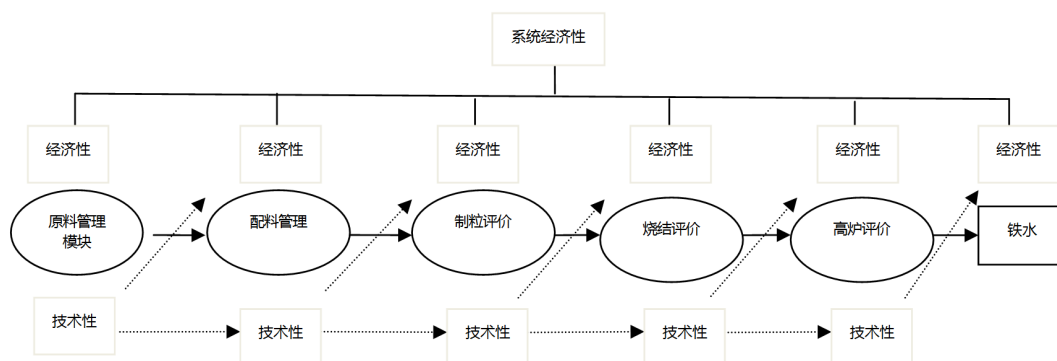 系统经济性
经济性
经济性
经济性
经济性
经济性
经济性
原料管理
模块
配料管理
制粒评价
烧结评价
高炉评价
铁水
技术性
技术性
技术性
技术性
技术性